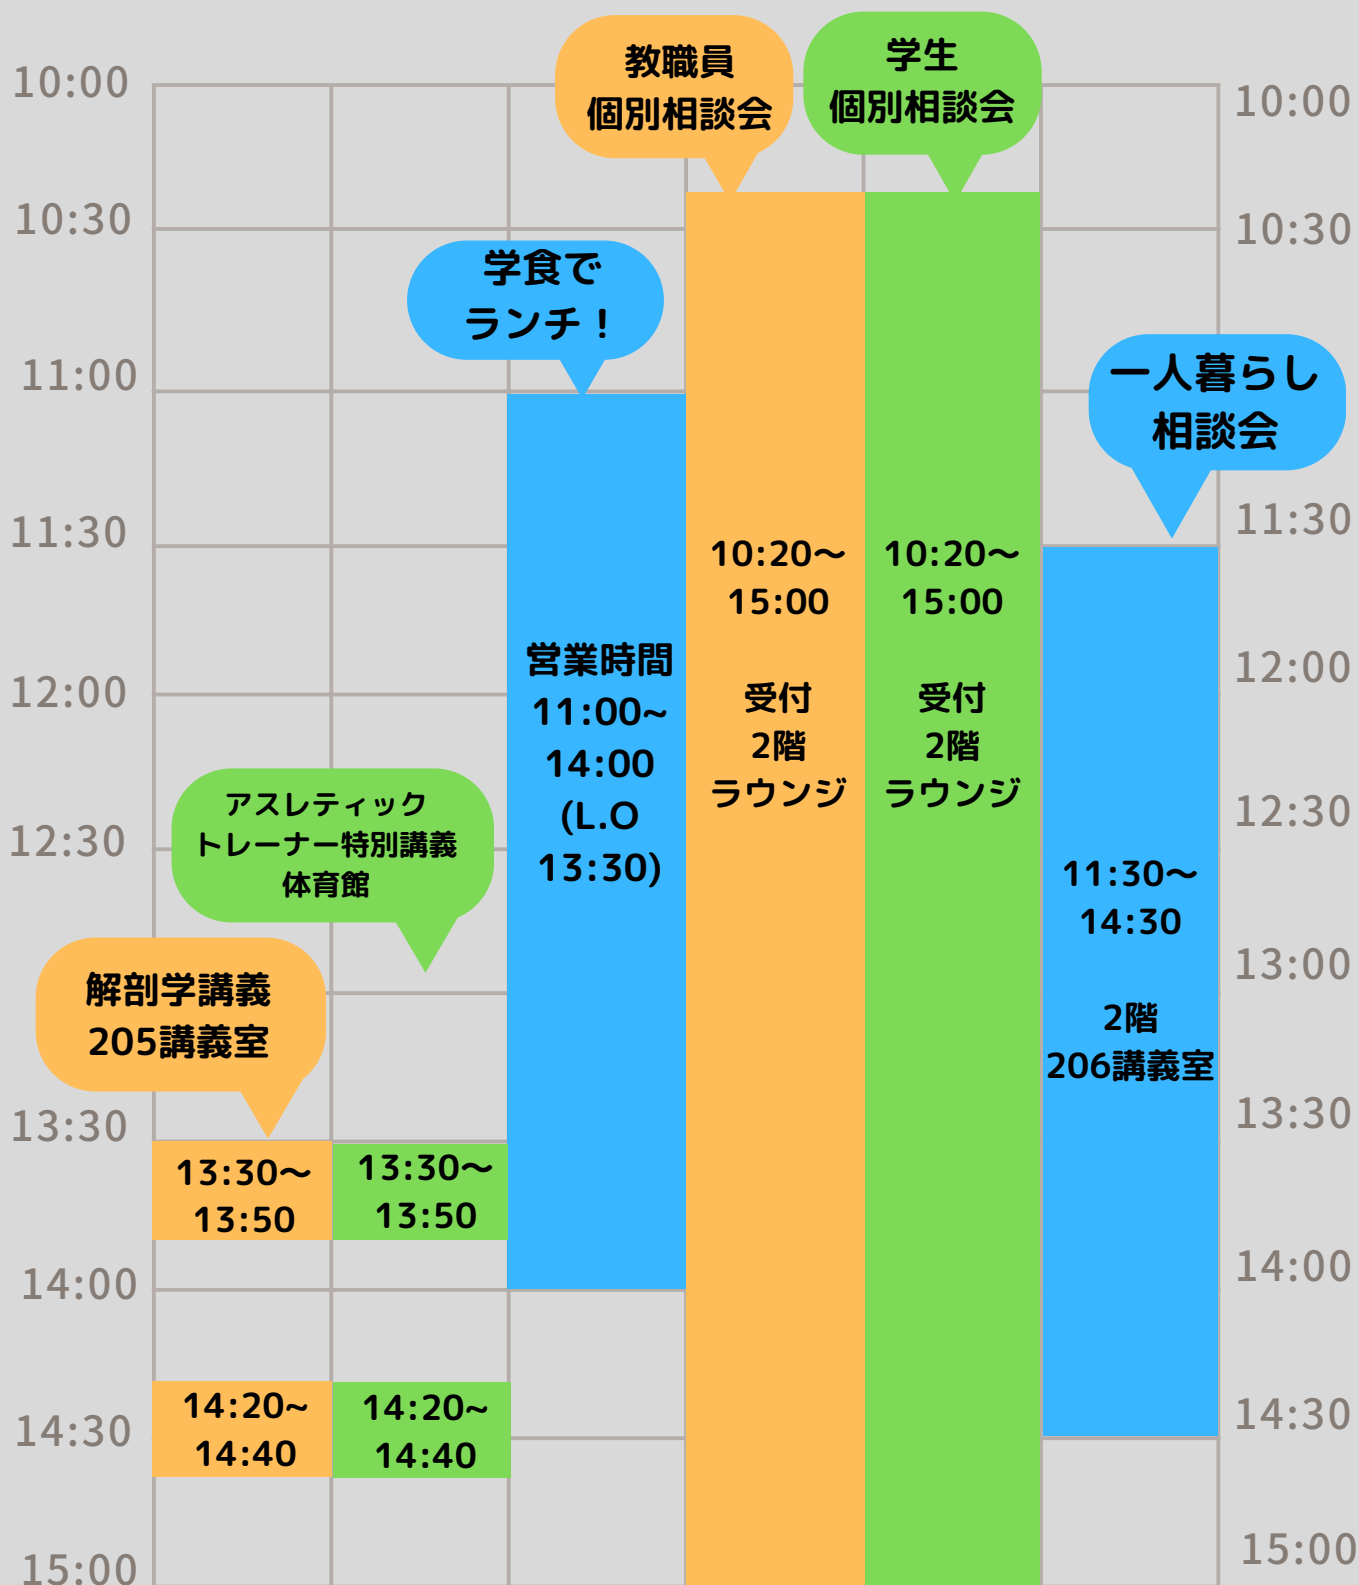 教職員
個別相談会
学生
個別相談会
10:00
10:00
10:30
10:30
学食で
ランチ！
11:00
一人暮らし
相談会
11:30
11:30
10:20～
15:00
受付
2階
ラウンジ
10:20～
15:00
受付
2階
ラウンジ
営業時間
11:00~
14:00
(L.O
13:30)
12:00
12:00
アスレティック
トレーナー特別講義
体育館
12:30
12:30
11:30～
14:30
2階
206講義室
解剖学講義
205講義室
13:00
13:30
13:30
13:30～
13:50
13:30～
13:50
14:00
14:00
14:20~
14:40
14:20~
14:40
14:30
14:30
15:00
15:00